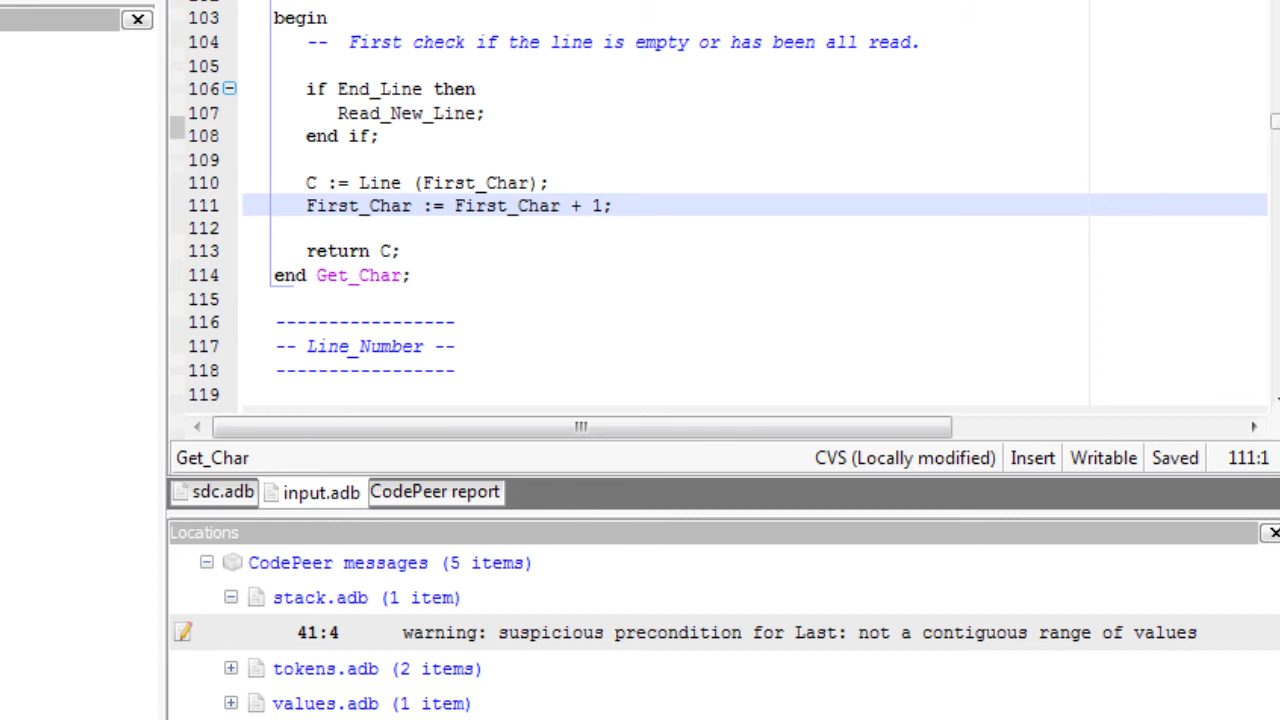 103 begin
104 -- First check if the line is empty or has been all read.
105
106 if End_Line then
107 Read_New_Line;
108 end if;
109
110 C := Line (First_Char);
111 First_Char := First_Char + 1;
112
113 return C;
114 end Get_Char;
115
116 -----------------
117 -- Line_Number --
118 -----------------
119
Get_Char CVS (Locally modified) Insert Writable Saved 111:1
sdc.adb input.adb CodePeer report
Locations
CodePeer messages (5 items)
stack.adb (1 item)
41:4 warning: suspicious precondition for Last: not a contiguous range of values
tokens.adb (2 items)
values.adb (1 item)